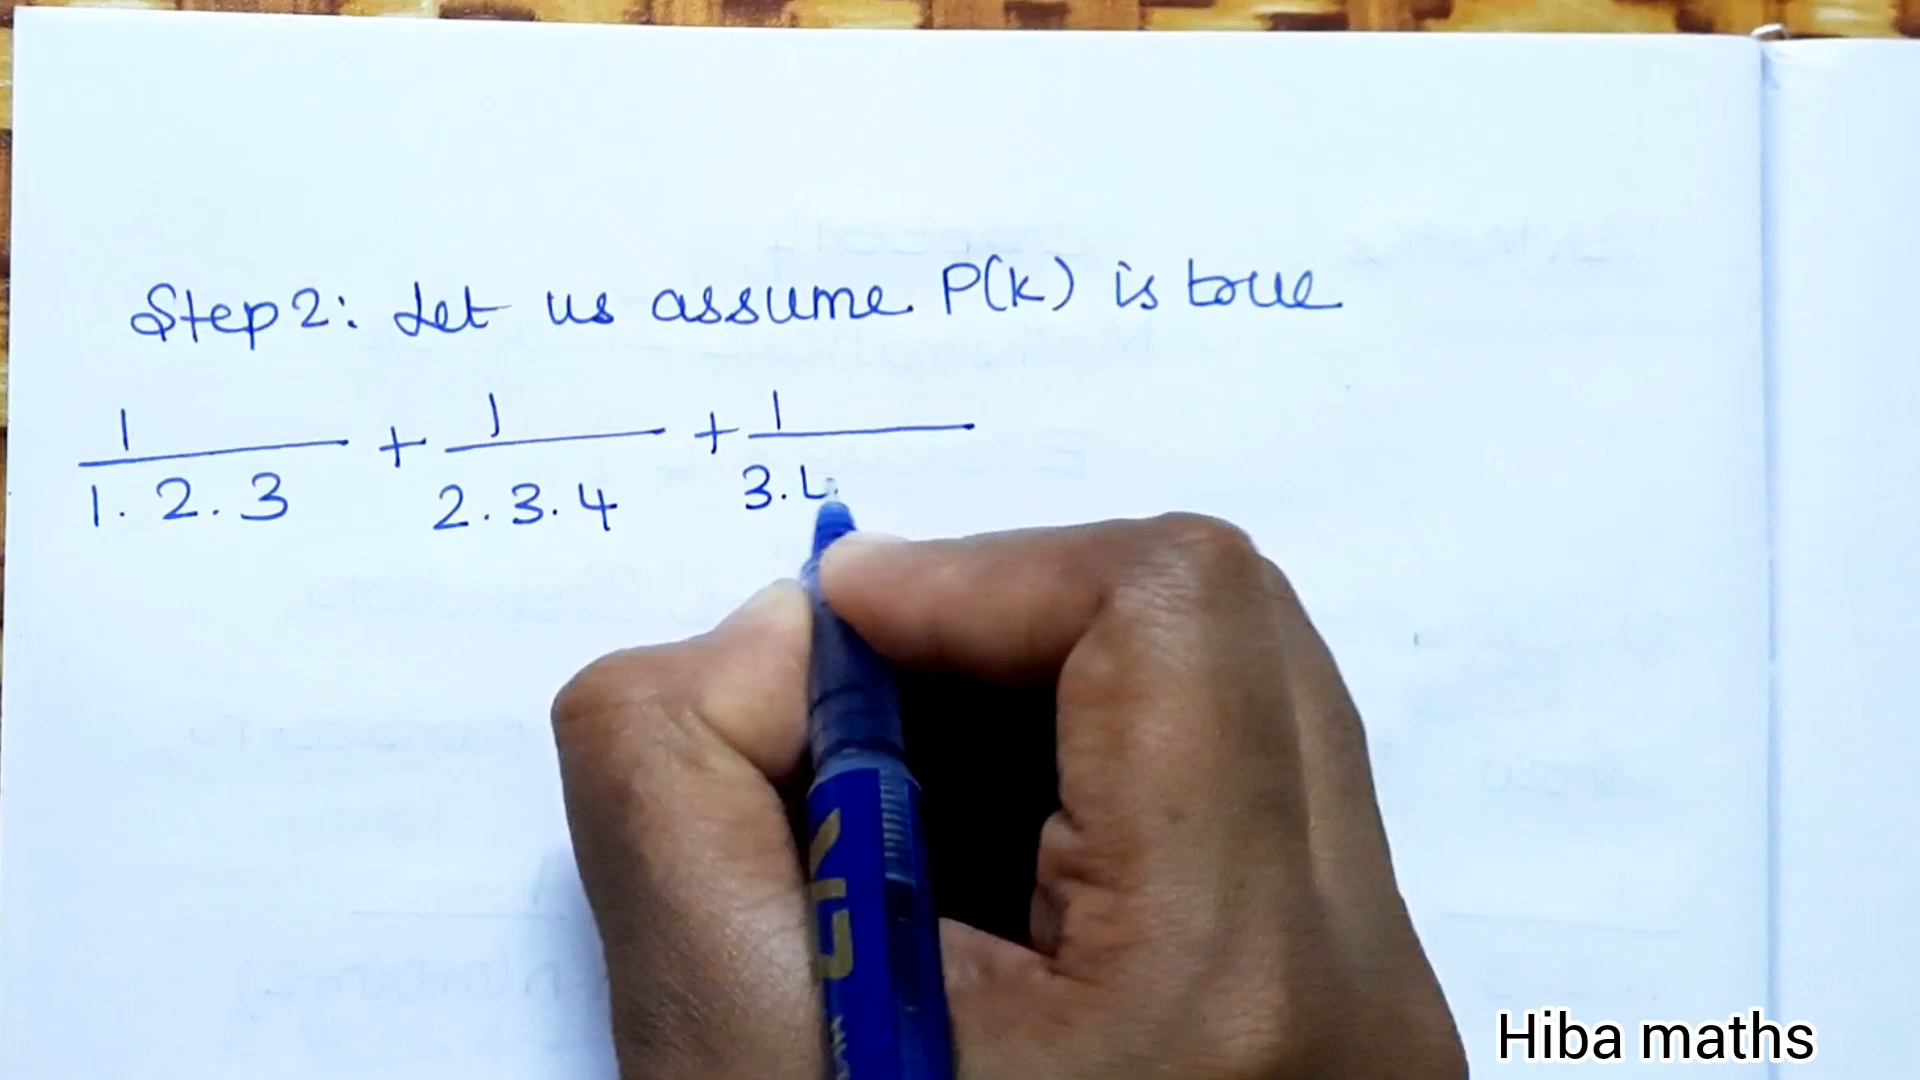 Step 2: Let us assume P(k) is true
1 + 1 + 1
1. 2. 3 2. 3. 4 3. 4
Hiba maths